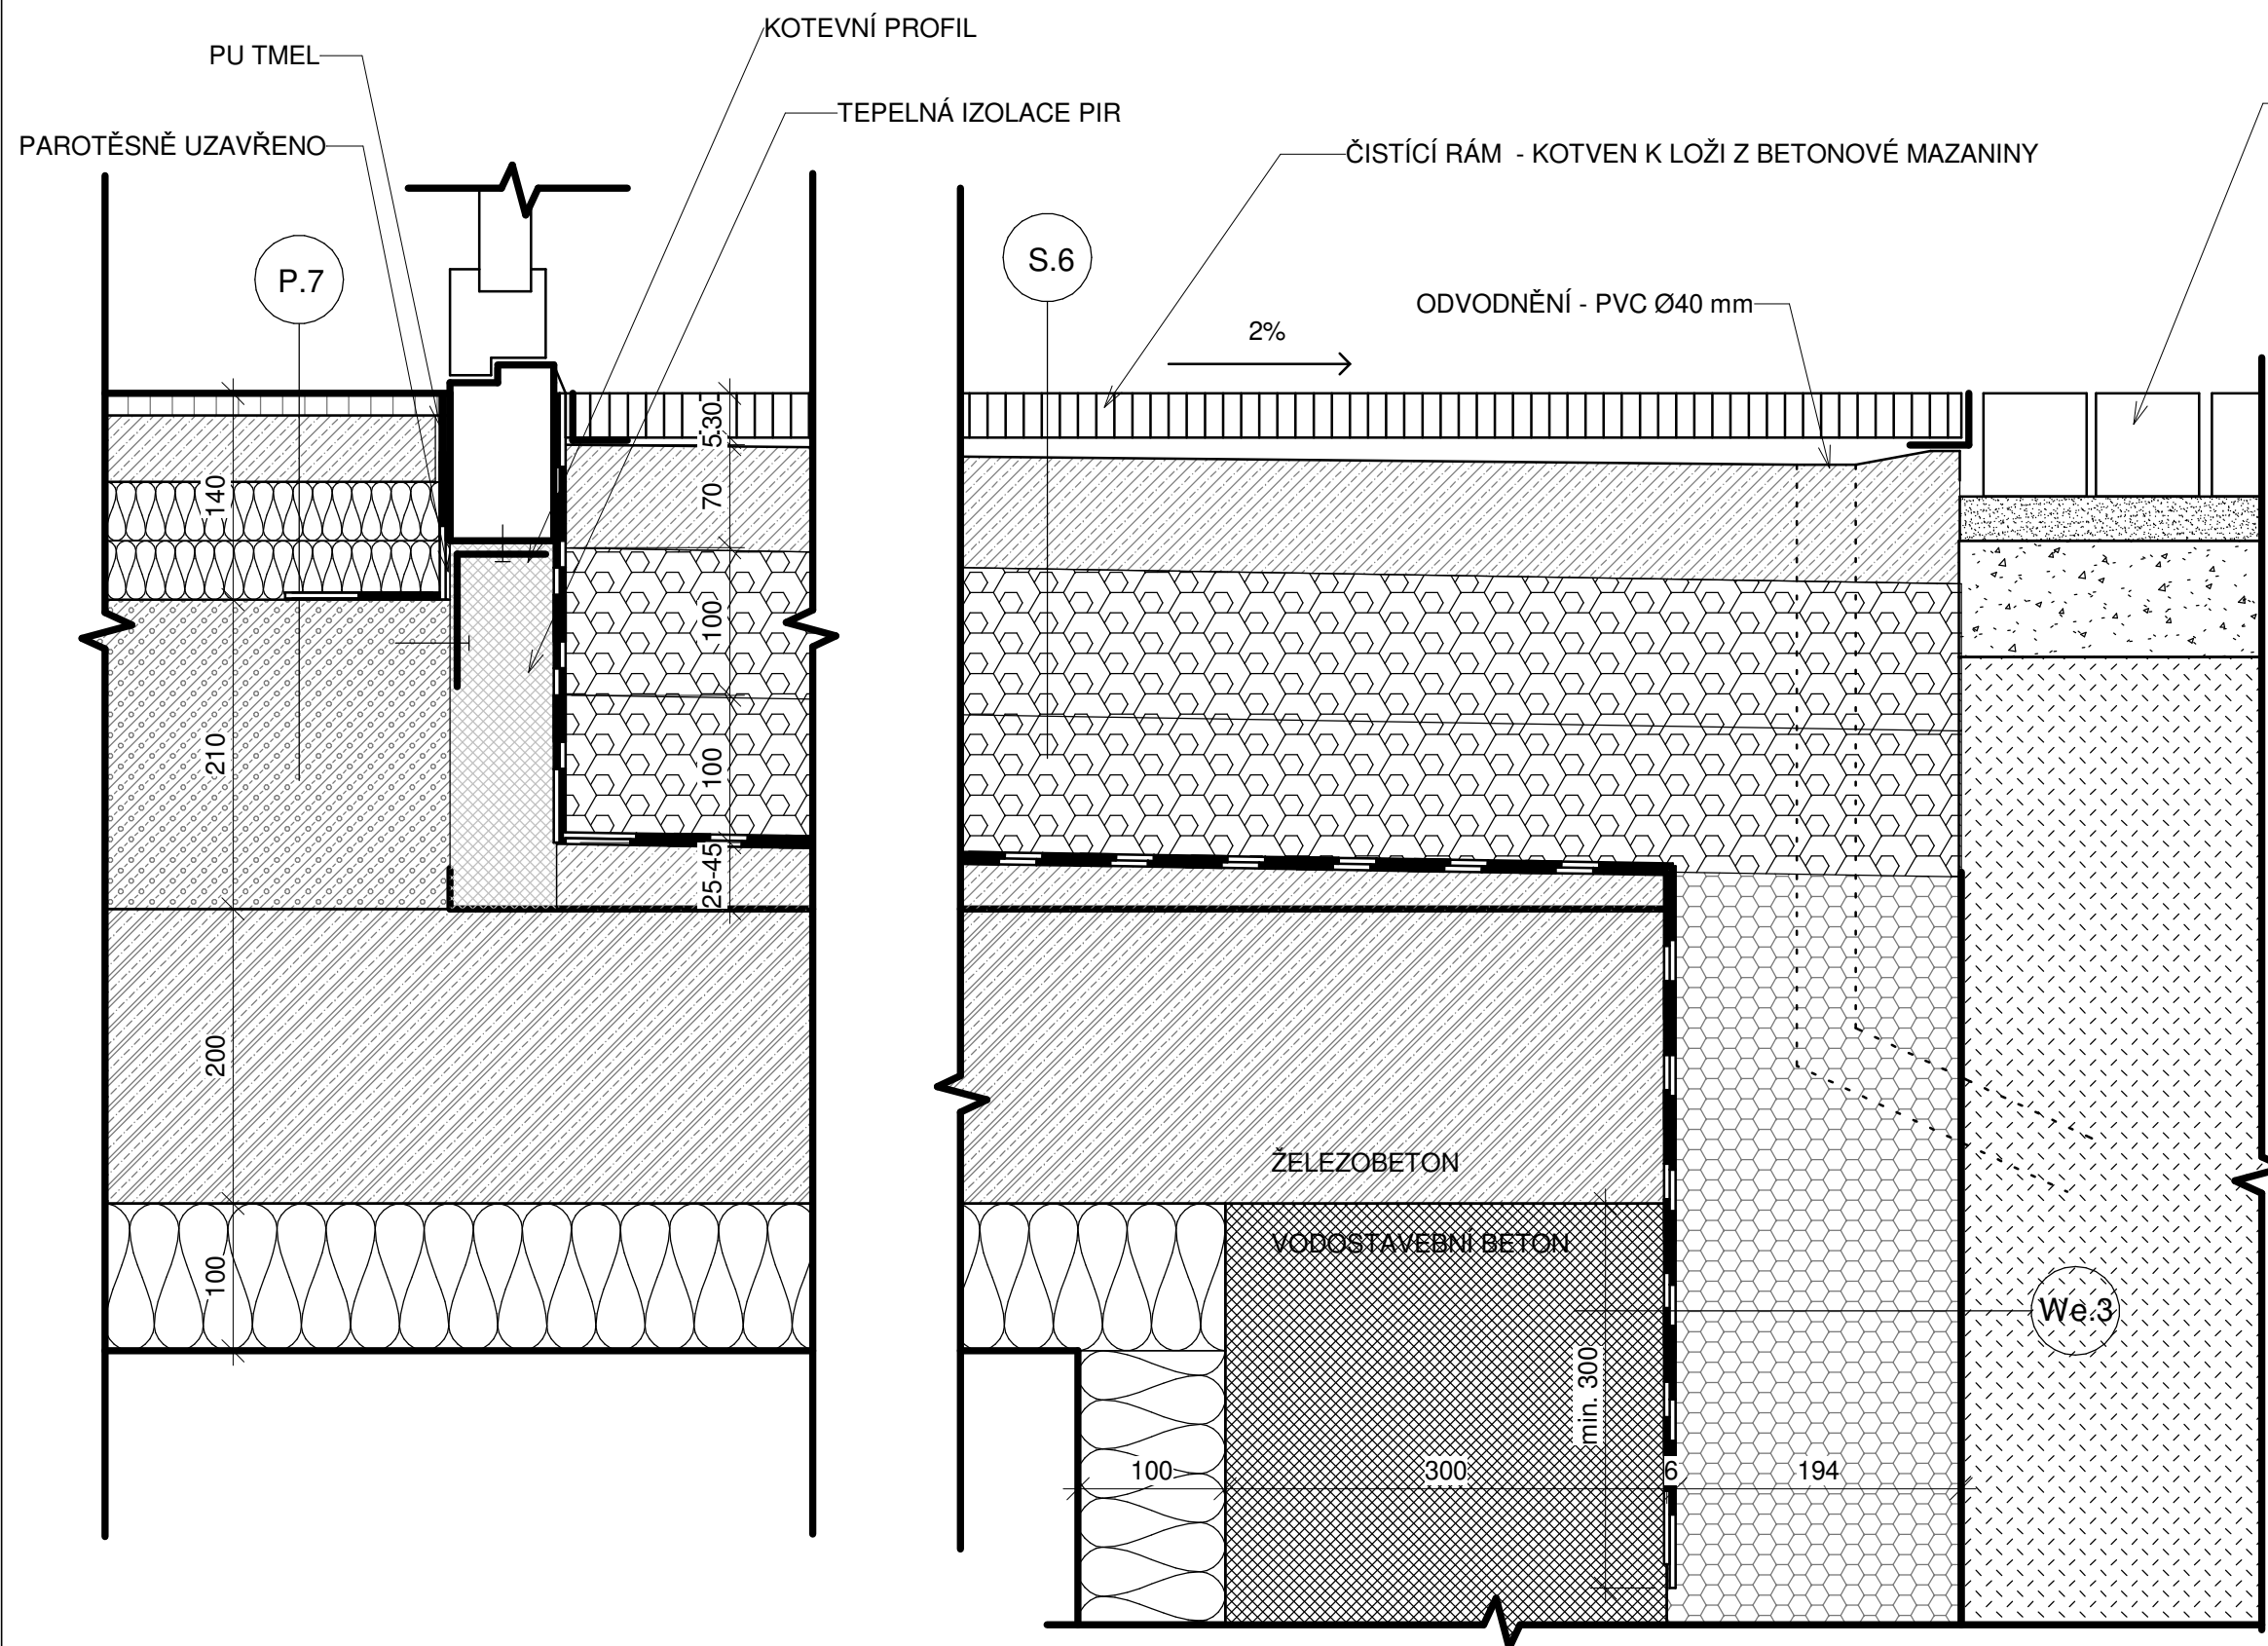 KOTEVNÍ PROFIL
PU TMEL
TEPELNÁ IZOLACE PIR
PAROTĚSNĚ UZAVŘENO
ČISTÍCÍ RÁM - KOTVEN K LOŽI Z BETONOVÉ MAZANINY
P.7
S.6
ODVODNĚNÍ - PVC Ø40 mm
2%
530
140
70
100
210
100
25-45
200
ŽELEZOBETON
VODOSTAVEBNÍ BETON
100
We.3
min. 300
100
300
6
194